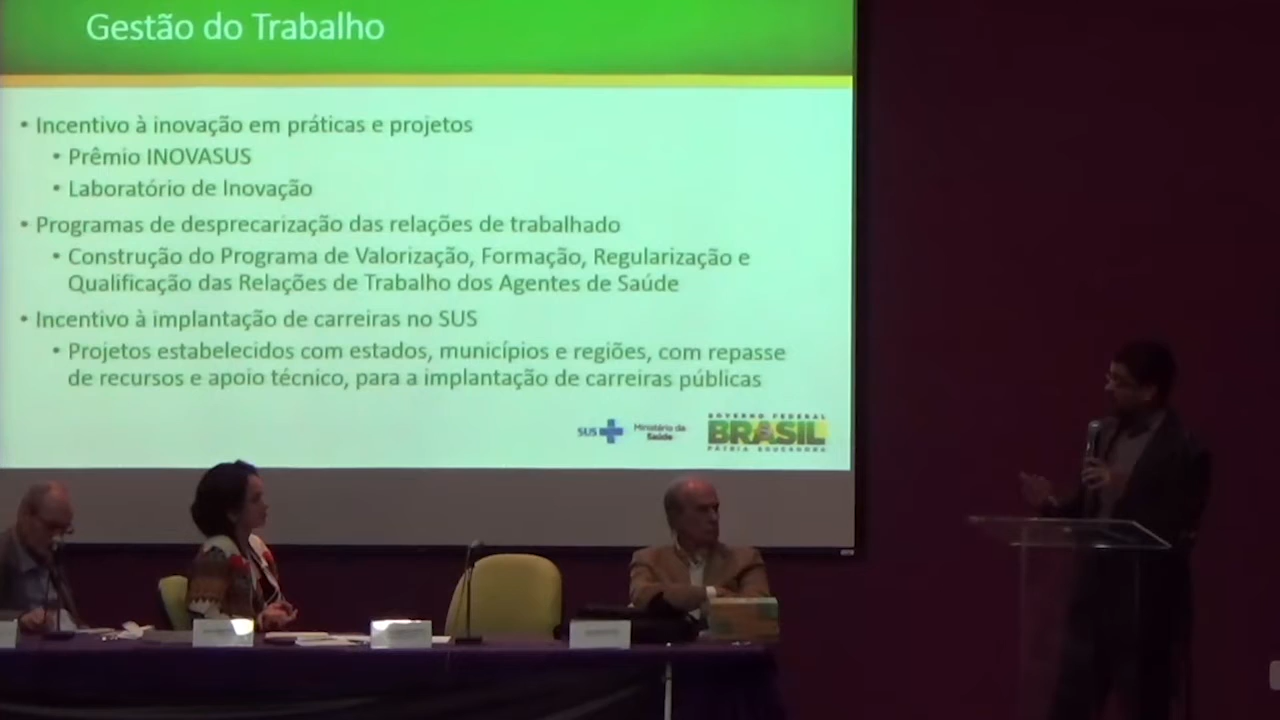 Gestão do Trabalho
• Incentivo à inovação em práticas e projetos
• Prêmio INOVASUS
• Laboratório de Inovação
• Programas de desprecarização das relações de trabalhado
• Construção do Programa de Valorização, Formação, Regularização e
Qualificação das Relações de Trabalho dos Agentes de Saúde
• Incentivo à implantação de carreiras no SUS
• Projetos estabelecidos com estados, municípios e regiões, com repasse
de recursos e apoio técnico, para a implantação de carreiras públicas
SUS
Ministério da
Saúde
GOVERNO FEDERAL
BRASIL
PÁTRIA EDUCADORA